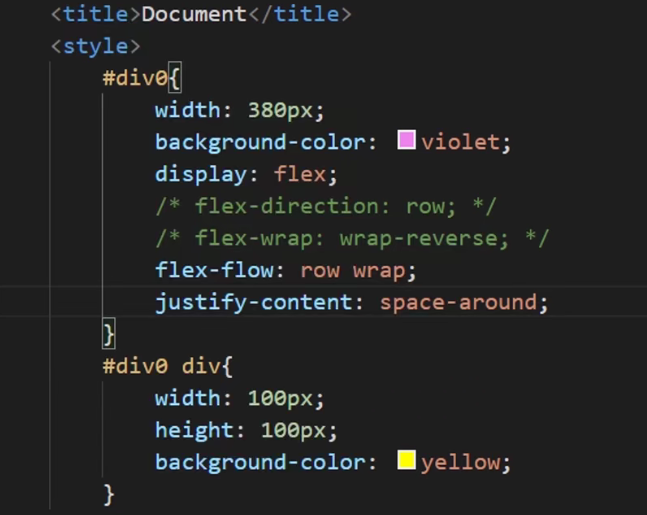 <title>Document</title>
<style>
#div0{
width: 380px;
background-color: violet;
display: flex;
/* flex-direction: row; */
/* flex-wrap: wrap-reverse; */
flex-flow: row wrap;
justify-content: space-around;
}
#div0 div{
width: 100px;
height: 100px;
background-color: yellow;
}